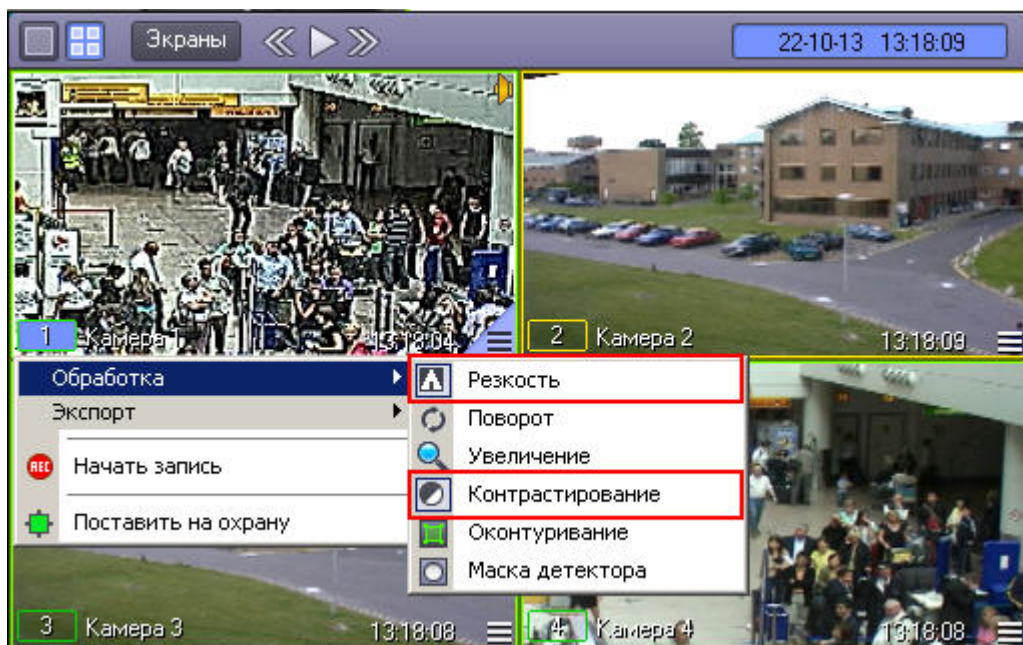 Экраны
22-10-13 13:18:09
1 Камера 1 13:18:04
2 Камера 2 13:18:09
Обработка
Экспорт
REC Начать запись
Поставить на охрану
Резкость
Поворот
Увеличение
Контрастирование
Оконтуривание
Маска детектора
3 Камера 3 13:18:08
4 Камера 4 13:18:08